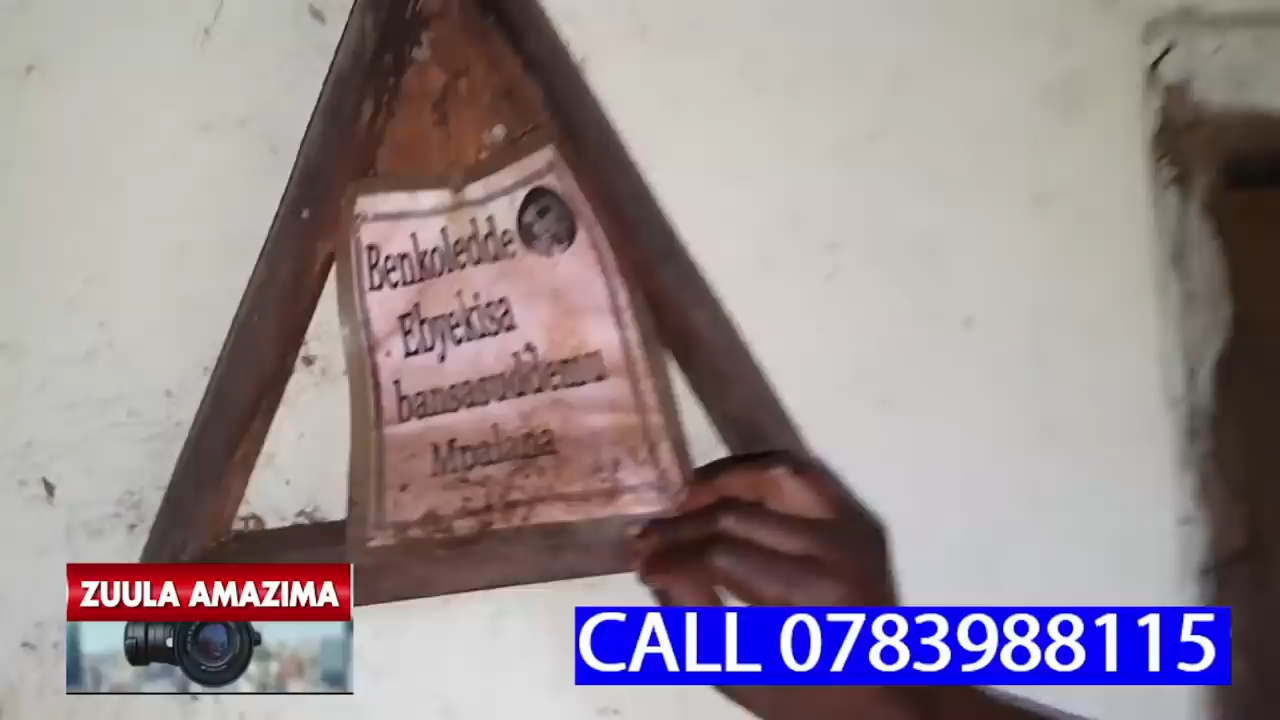 Benkoledde
Ebyekisa
bansasuddemu
Mpalana
ZUULA AMAZIMA
CALL 0783988115